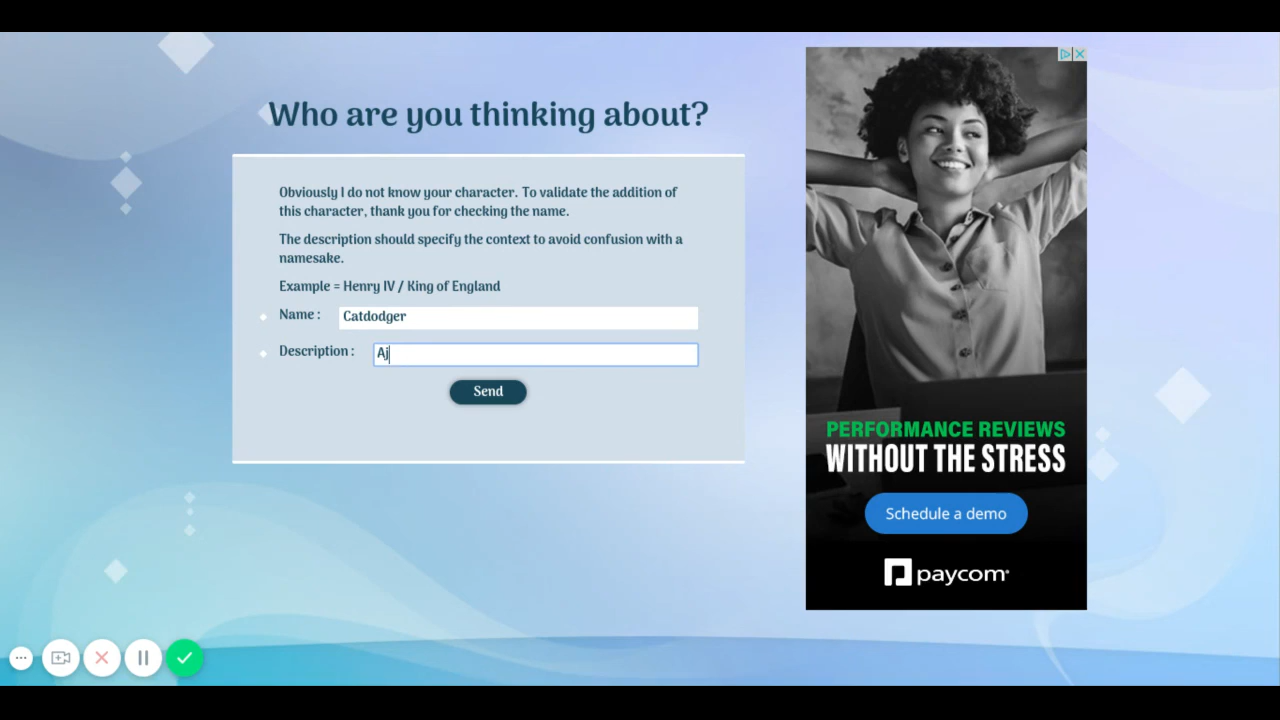 Who are you thinking about?
Obviously I do not know your character. To validate the addition of
this character, thank you for checking the name.
The description should specify the context to avoid confusion with a
namesake.
Example = Henry IV / King of England
Name : Catdodger
Description : Aj
Send
PERFORMANCE REVIEWS
WITHOUT THE STRESS
Schedule a demo
paycom®